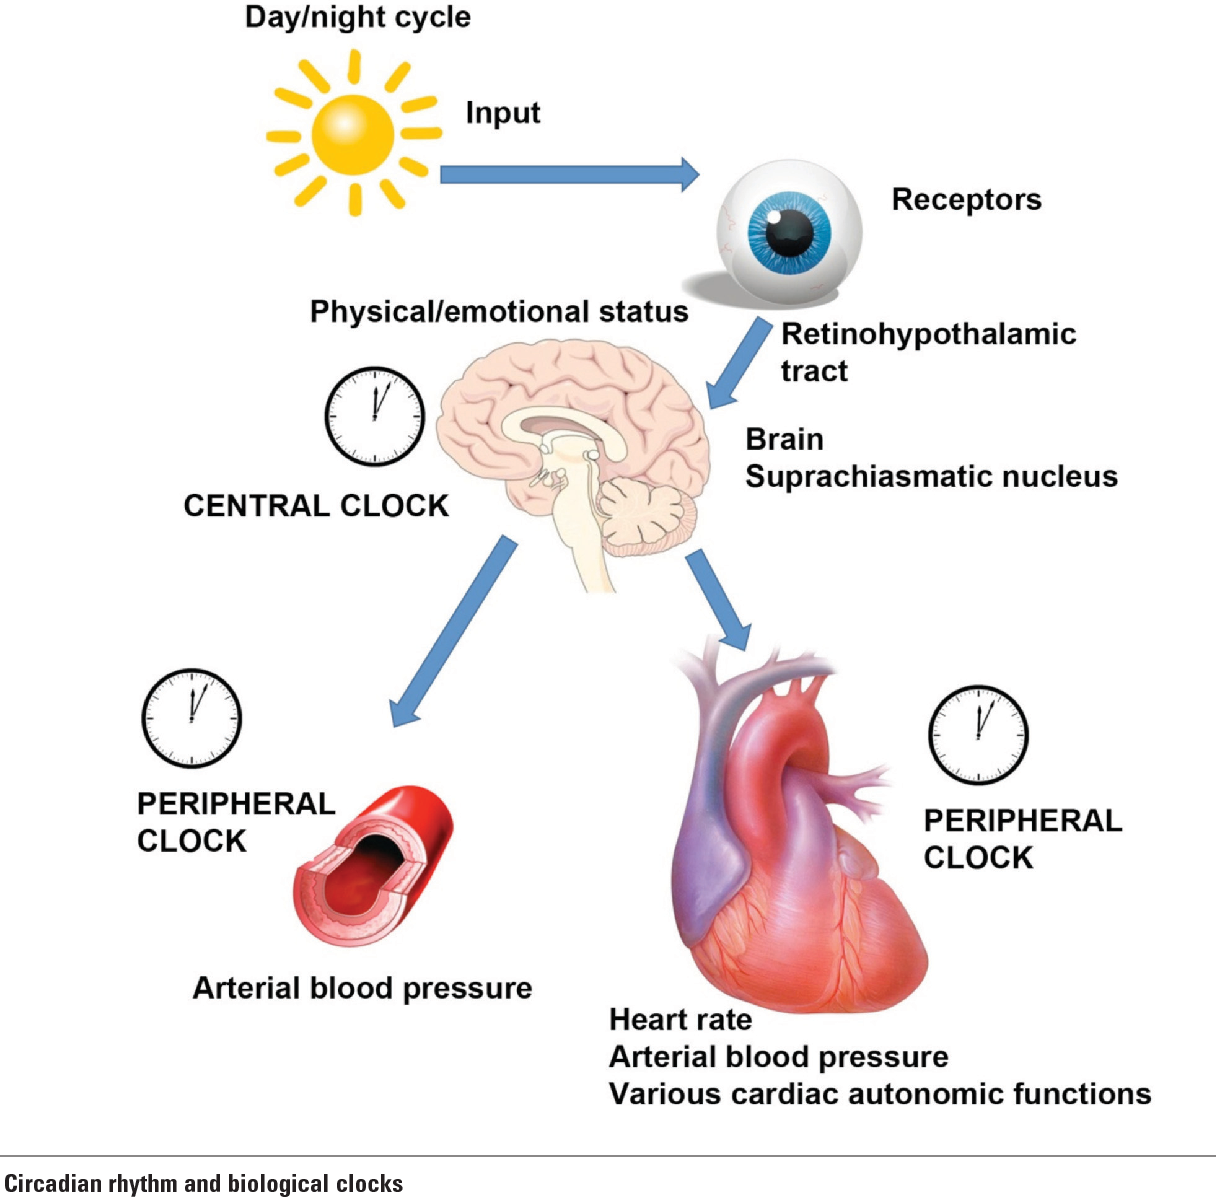 Day/night cycle
Input
Receptors
Physical/emotional status
Retinohypothalamic
tract
Brain
Suprachiasmatic nucleus
CENTRAL CLOCK
PERIPHERAL
CLOCK
PERIPHERAL
CLOCK
Arterial blood pressure
Heart rate
Arterial blood pressure
Various cardiac autonomic functions
Circadian rhythm and biological clocks